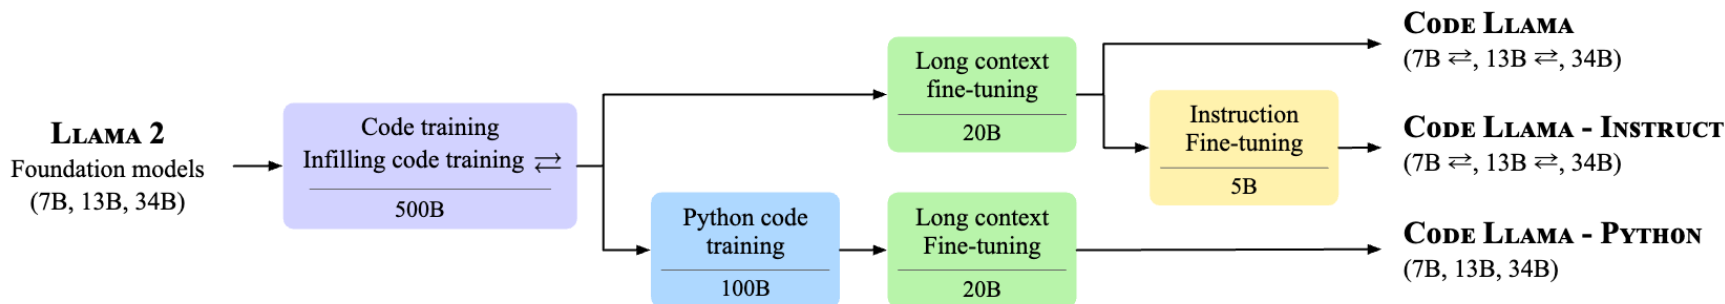 LLAMA 2
Foundation models
(7B, 13B, 34B)
Code training
Infilling code training ⇄
500B
Python code
training
100B
Long context
fine-tuning
20B
Long context
Fine-tuning
20B
Instruction
Fine-tuning
5B
CODE LLAMA
(7B ⇄, 13B ⇄, 34B)
CODE LLAMA - INSTRUCT
(7B ⇄, 13B ⇄, 34B)
CODE LLAMA - PYTHON
(7B, 13B, 34B)